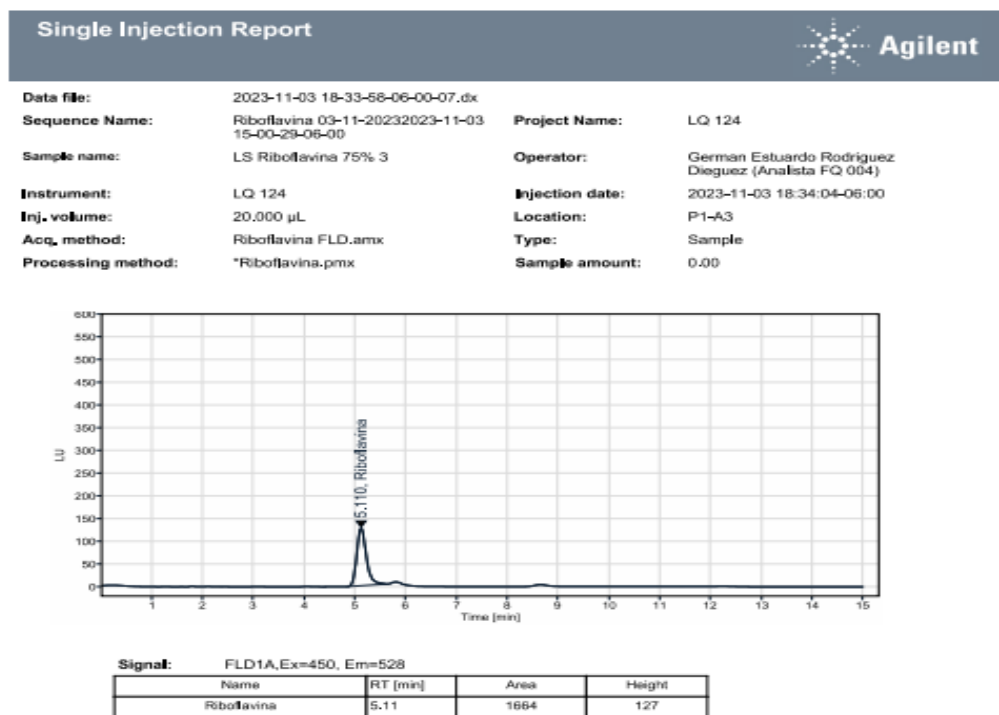 Single Injection Report
Agilent
Data file: 2023-11-03 18-33-58-06-00-07.dx
Sequence Name: Riboflavina 03-11-20232023-11-03 15-00-29-06-00 Project Name: LQ 124
Sample name: LS Riboflavina 75% 3 Operator: German Estuardo Rodriguez Dieguez (Analista FQ 004)
Instrument: LQ 124 Injection date: 2023-11-03 18:34:04-06:00
Inj. volume: 20.000 µL Location: P1-A3
Acq. method: Riboflavina FLD.amx Type: Sample
Processing method: *Riboflavina.pmx Sample amount: 0.00
600
550
500
450
400
350
300
250
200
150
100
50
0
LU
5.110, Riboflavina
1 2 3 4 5 6 7 8 9 10 11 12 13 14 15
Time [min]
Signal: FLD1A,Ex=450, Em=528
Name RT [min] Area Height
Riboflavina 5.11 1664 127